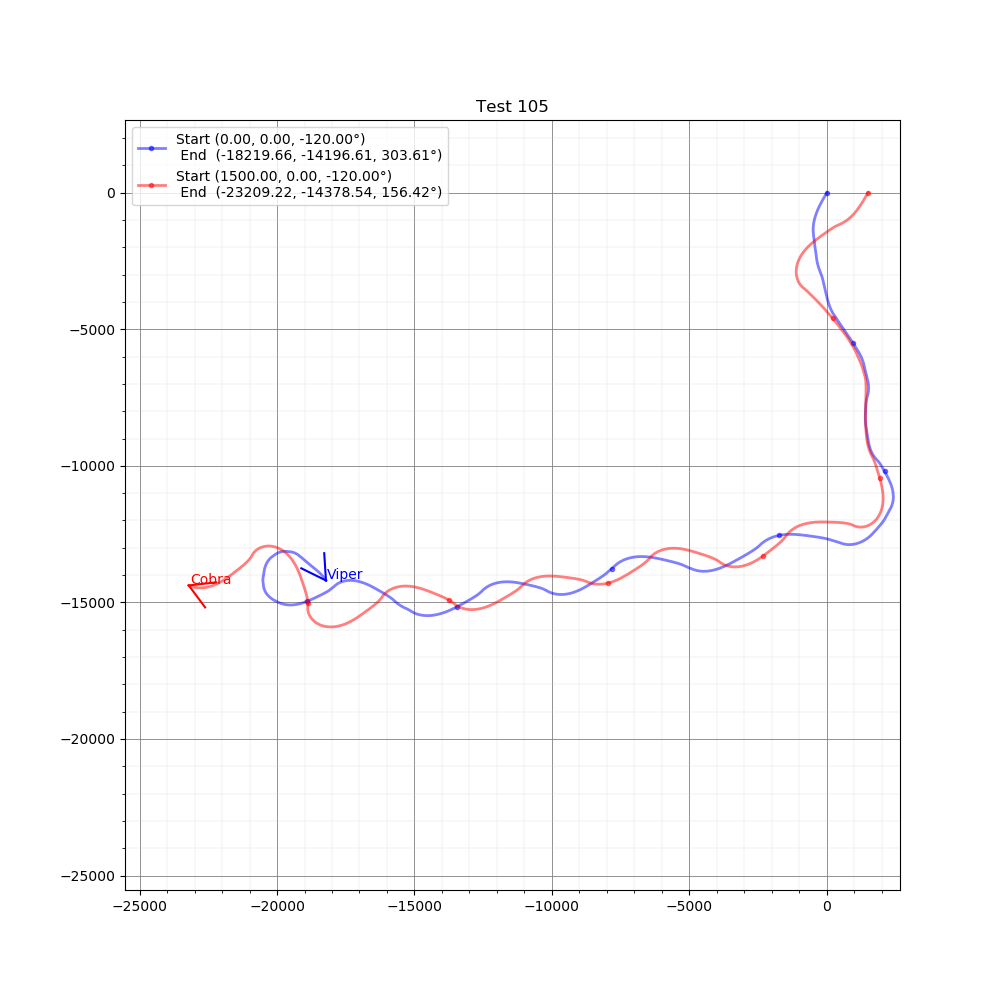 Test 105
Start (0.00, 0.00, -120.00°)
End (-18219.66, -14196.61, 303.61°)
Start (1500.00, 0.00, -120.00°)
End (-23209.22, -14378.54, 156.42°)
0
−5000
−10000
−15000
−20000
−25000
Cobra
Viper
−25000 −20000 −15000 −10000 −5000 0